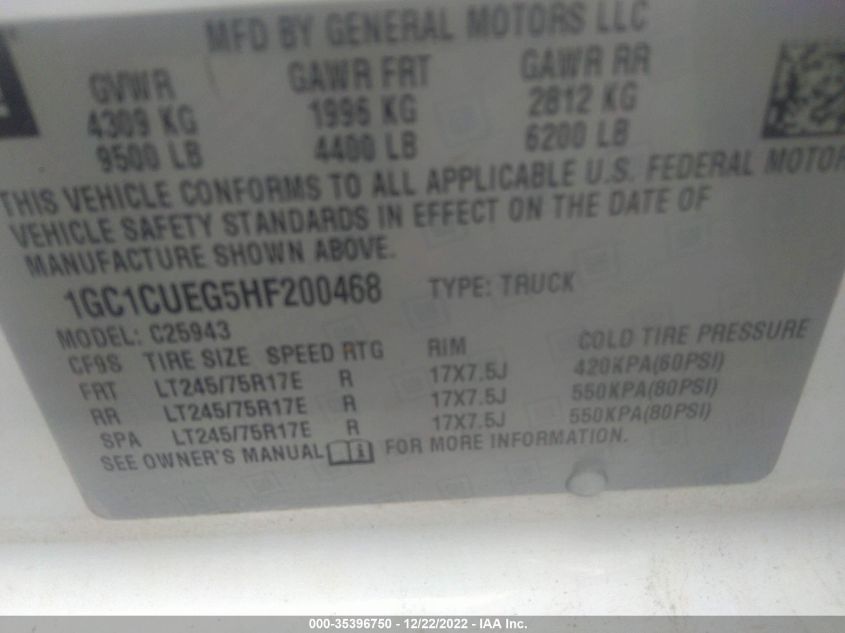 MFD BY GENERAL MOTORS LLC
GVWR GAWR FRT GAWR RR
4309 KG 1996 KG 2812 KG
9500 LB 4400 LB 6200 LB
THIS VEHICLE CONFORMS TO ALL APPLICABLE U.S. FEDERAL MOTOR
VEHICLE SAFETY STANDARDS IN EFFECT ON THE DATE OF
MANUFACTURE SHOWN ABOVE.
1GC1CUEG5HF200468 TYPE: TRUCK
MODEL: C25943
CF9S TIRE SIZE SPEED RTG RIM COLD TIRE PRESSURE
FRT LT245/75R17E R 17X7.5J 420KPA(60PSI)
RR LT245/75R17E R 17X7.5J 550KPA(80PSI)
SPA LT245/75R17E R 17X7.5J 550KPA(80PSI)
SEE OWNER'S MANUAL FOR MORE INFORMATION.
000-35396750 - 12/22/2022 - IAA Inc.